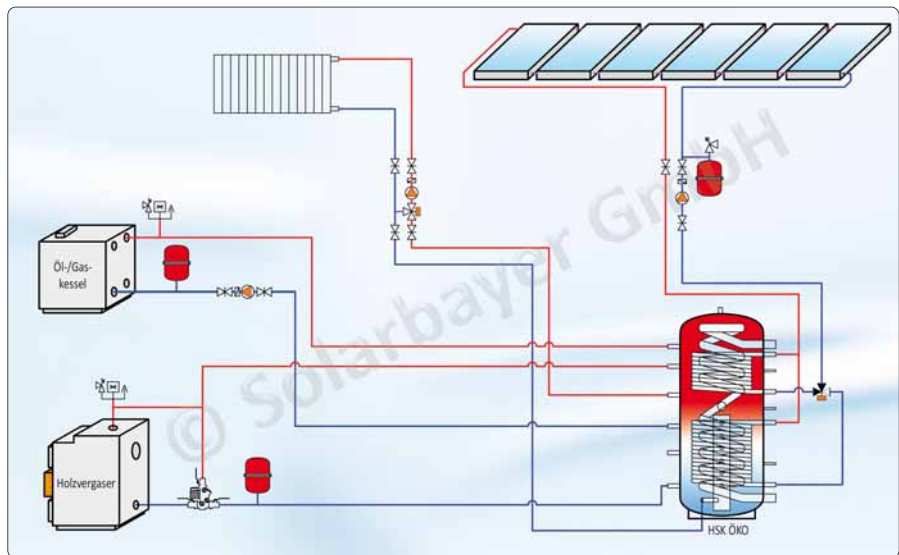 Öl-/Gas-
kessel
Holzvergaser
HSK ÖKO
© Solarbayer GmbH